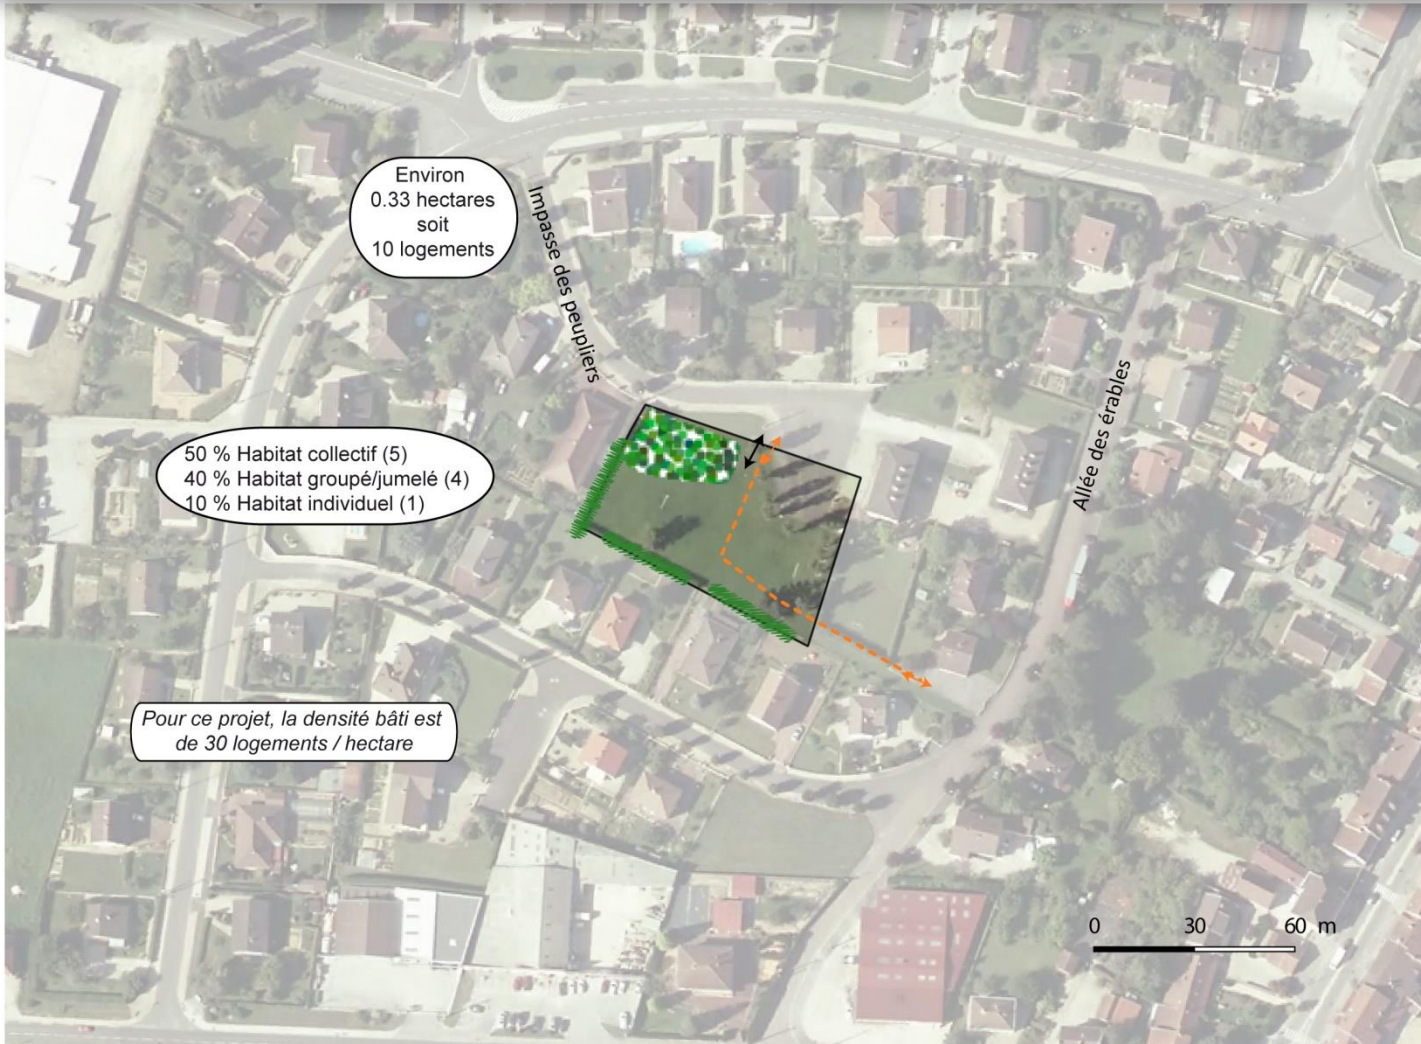 Environ
0.33 hectares
soit
10 logements
Impasse des peupliers
Allée des érables
50 % Habitat collectif (5)
40 % Habitat groupé/jumelé (4)
10 % Habitat individuel (1)
Pour ce projet, la densité bâti est
de 30 logements / hectare
0 30 60 m